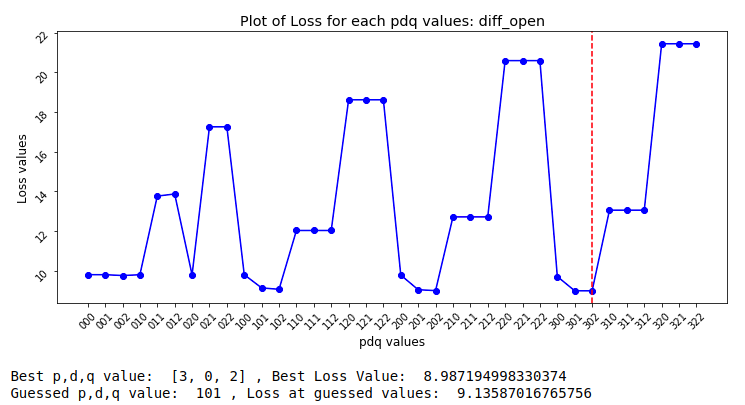 Plot of Loss for each pdq values: diff_open
Loss values
22
20
18
16
14
12
10
000 001 002 010 011 012 020 021 022 100 101 102 110 111 112 120 121 122 200 201 202 210 211 212 220 221 222 300 301 302 310 311 312 320 321 322
pdq values
Best p,d,q value:  [3, 0, 2] , Best Loss Value:  8.987194998330374
Guessed p,d,q value:  101 , Loss at guessed values:  9.13587016765756